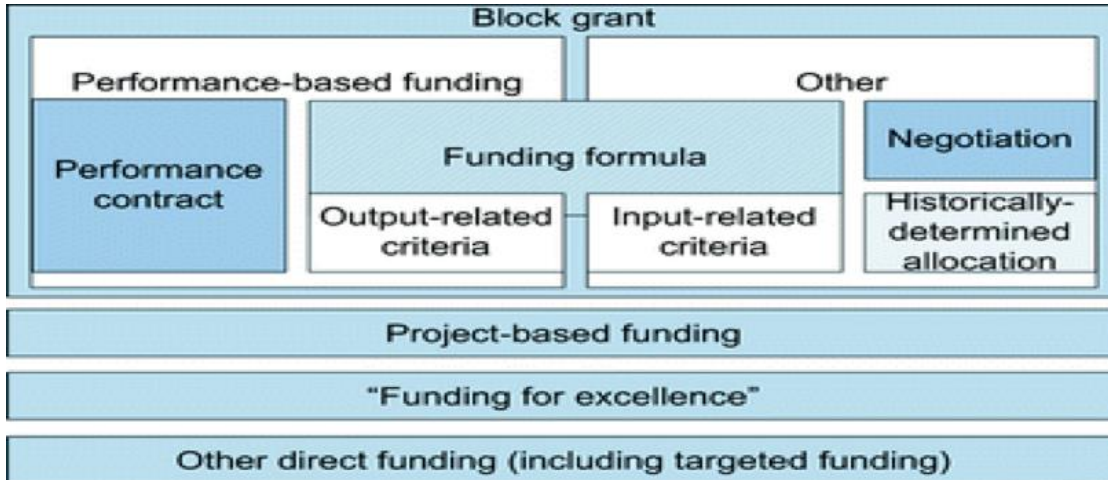 Block grant
Performance-based funding
Other
Performance
contract
Funding formula
Negotiation
Output-related
criteria
Input-related
criteria
Historically-
determined
allocation
Project-based funding
“Funding for excellence”
Other direct funding (including targeted funding)